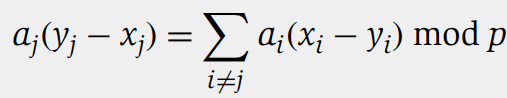 a_j(y_j − x_j) = ∑_{i≠j} a_i(x_i − y_i) mod p